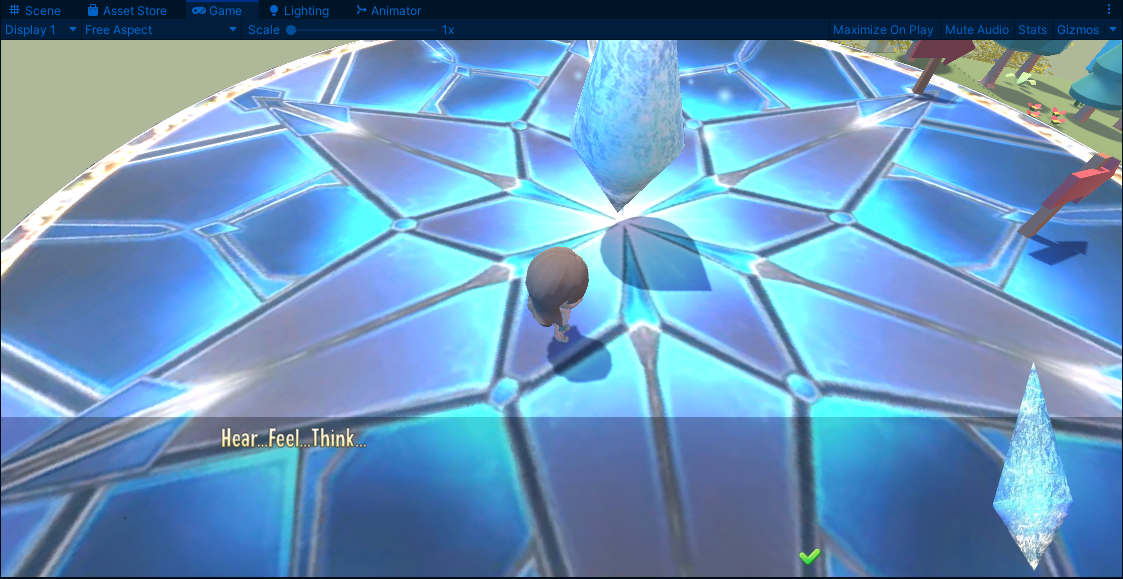 Scene Asset Store Game Lighting Animator
Display 1 Free Aspect Scale 1x Maximize On Play Mute Audio Stats Gizmos
Hear...Feel...Think...